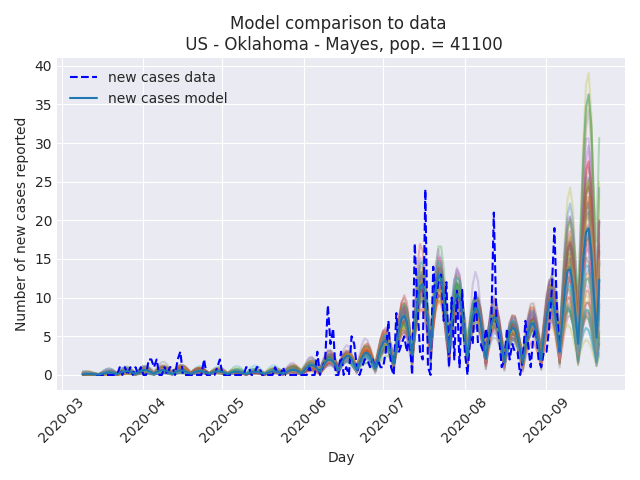 Model comparison to data
US - Oklahoma - Mayes, pop. = 41100
new cases data
new cases model
Number of new cases reported
40
35
30
25
20
15
10
5
0
2020-03
2020-04
2020-05
2020-06
2020-07
2020-08
2020-09
Day